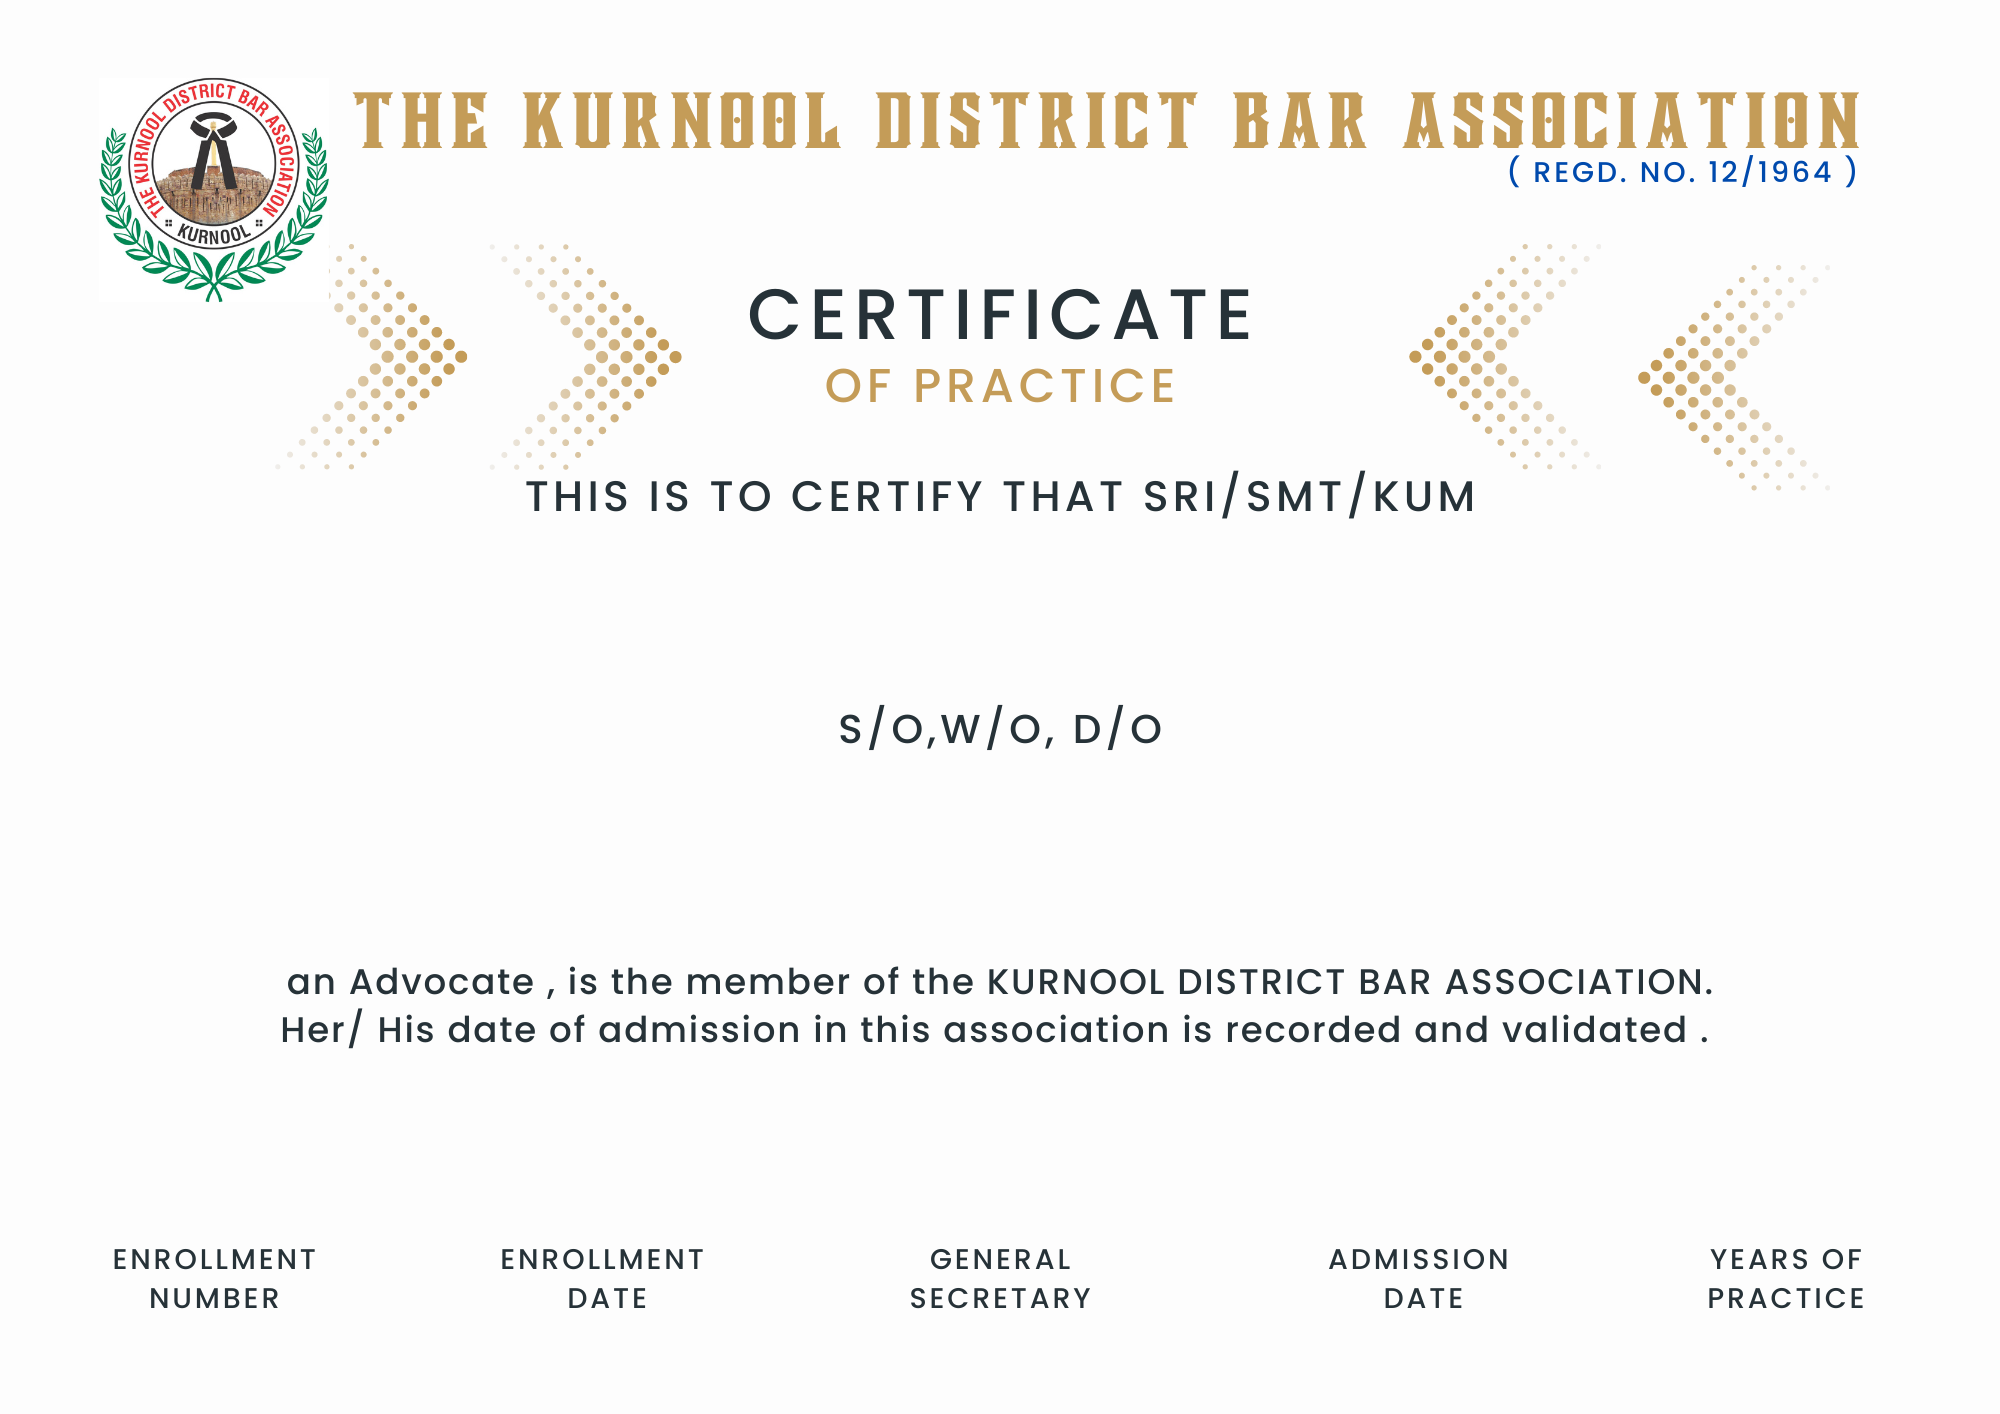 THE KURNOOL DISTRICT BAR ASSOCIATION
KURNOOL
THE KURNOOL DISTRICT BAR ASSOCIATION
( REGD. NO. 12/1964 )
CERTIFICATE
OF PRACTICE
THIS IS TO CERTIFY THAT SRI/SMT/KUM
S/O,W/O, D/O
an Advocate , is the member of the KURNOOL DISTRICT BAR ASSOCIATION.
Her/ His date of admission in this association is recorded and validated .
ENROLLMENT
NUMBER
ENROLLMENT
DATE
GENERAL
SECRETARY
ADMISSION
DATE
YEARS OF
PRACTICE